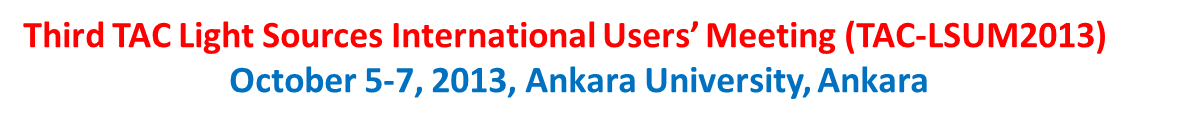 Third TAC Light Sources International Users’ Meeting (TAC-LSUM2013)
October 5-7, 2013, Ankara University, Ankara